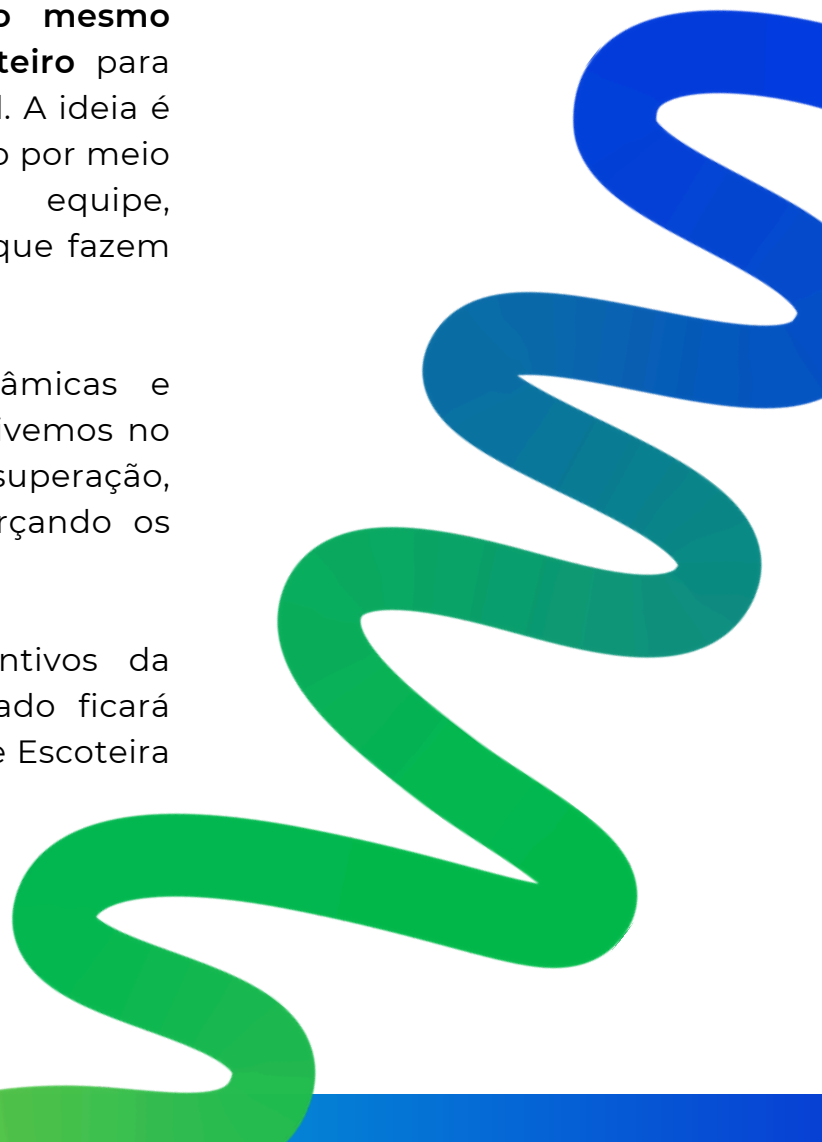 o mesmo
teiro para
. A ideia é
o por meio
equipe,
que fazem
âmicas e
ivemos no
superação,
rçando os
ntivos da
ado ficará
e Escoteira